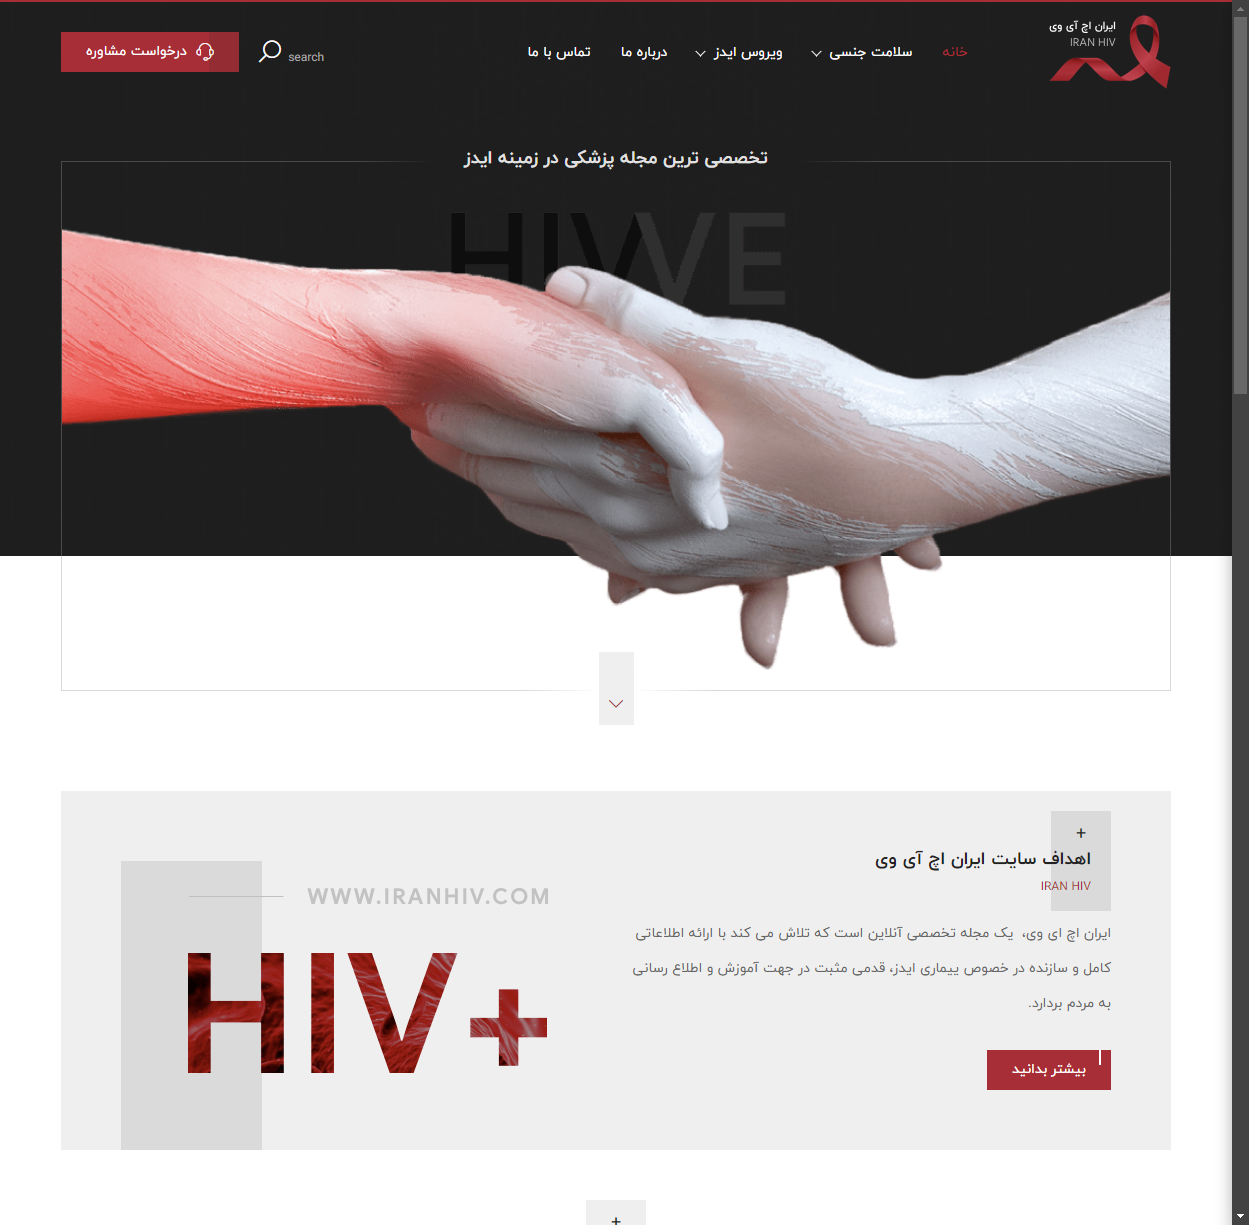 ایران اچ آی وی
IRAN HIV
خانه
سلامت جنسی
ویروس ایدز
درباره ما
تماس با ما
search
درخواست مشاوره
تخصصی ترین مجله پزشکی در زمینه ایدز
HIVVE
+
اهداف سایت ایران اچ آی وی
IRAN HIV
ایران اچ ای وی، یک مجله تخصصی آنلاین است که تلاش می کند با ارائه اطلاعاتی
کامل و سازنده در خصوص بیماری ایدز، قدمی مثبت در جهت آموزش و اطلاع رسانی
به مردم بردارد.
بیشتر بدانید
WWW.IRANHIV.COM
HIV+
+